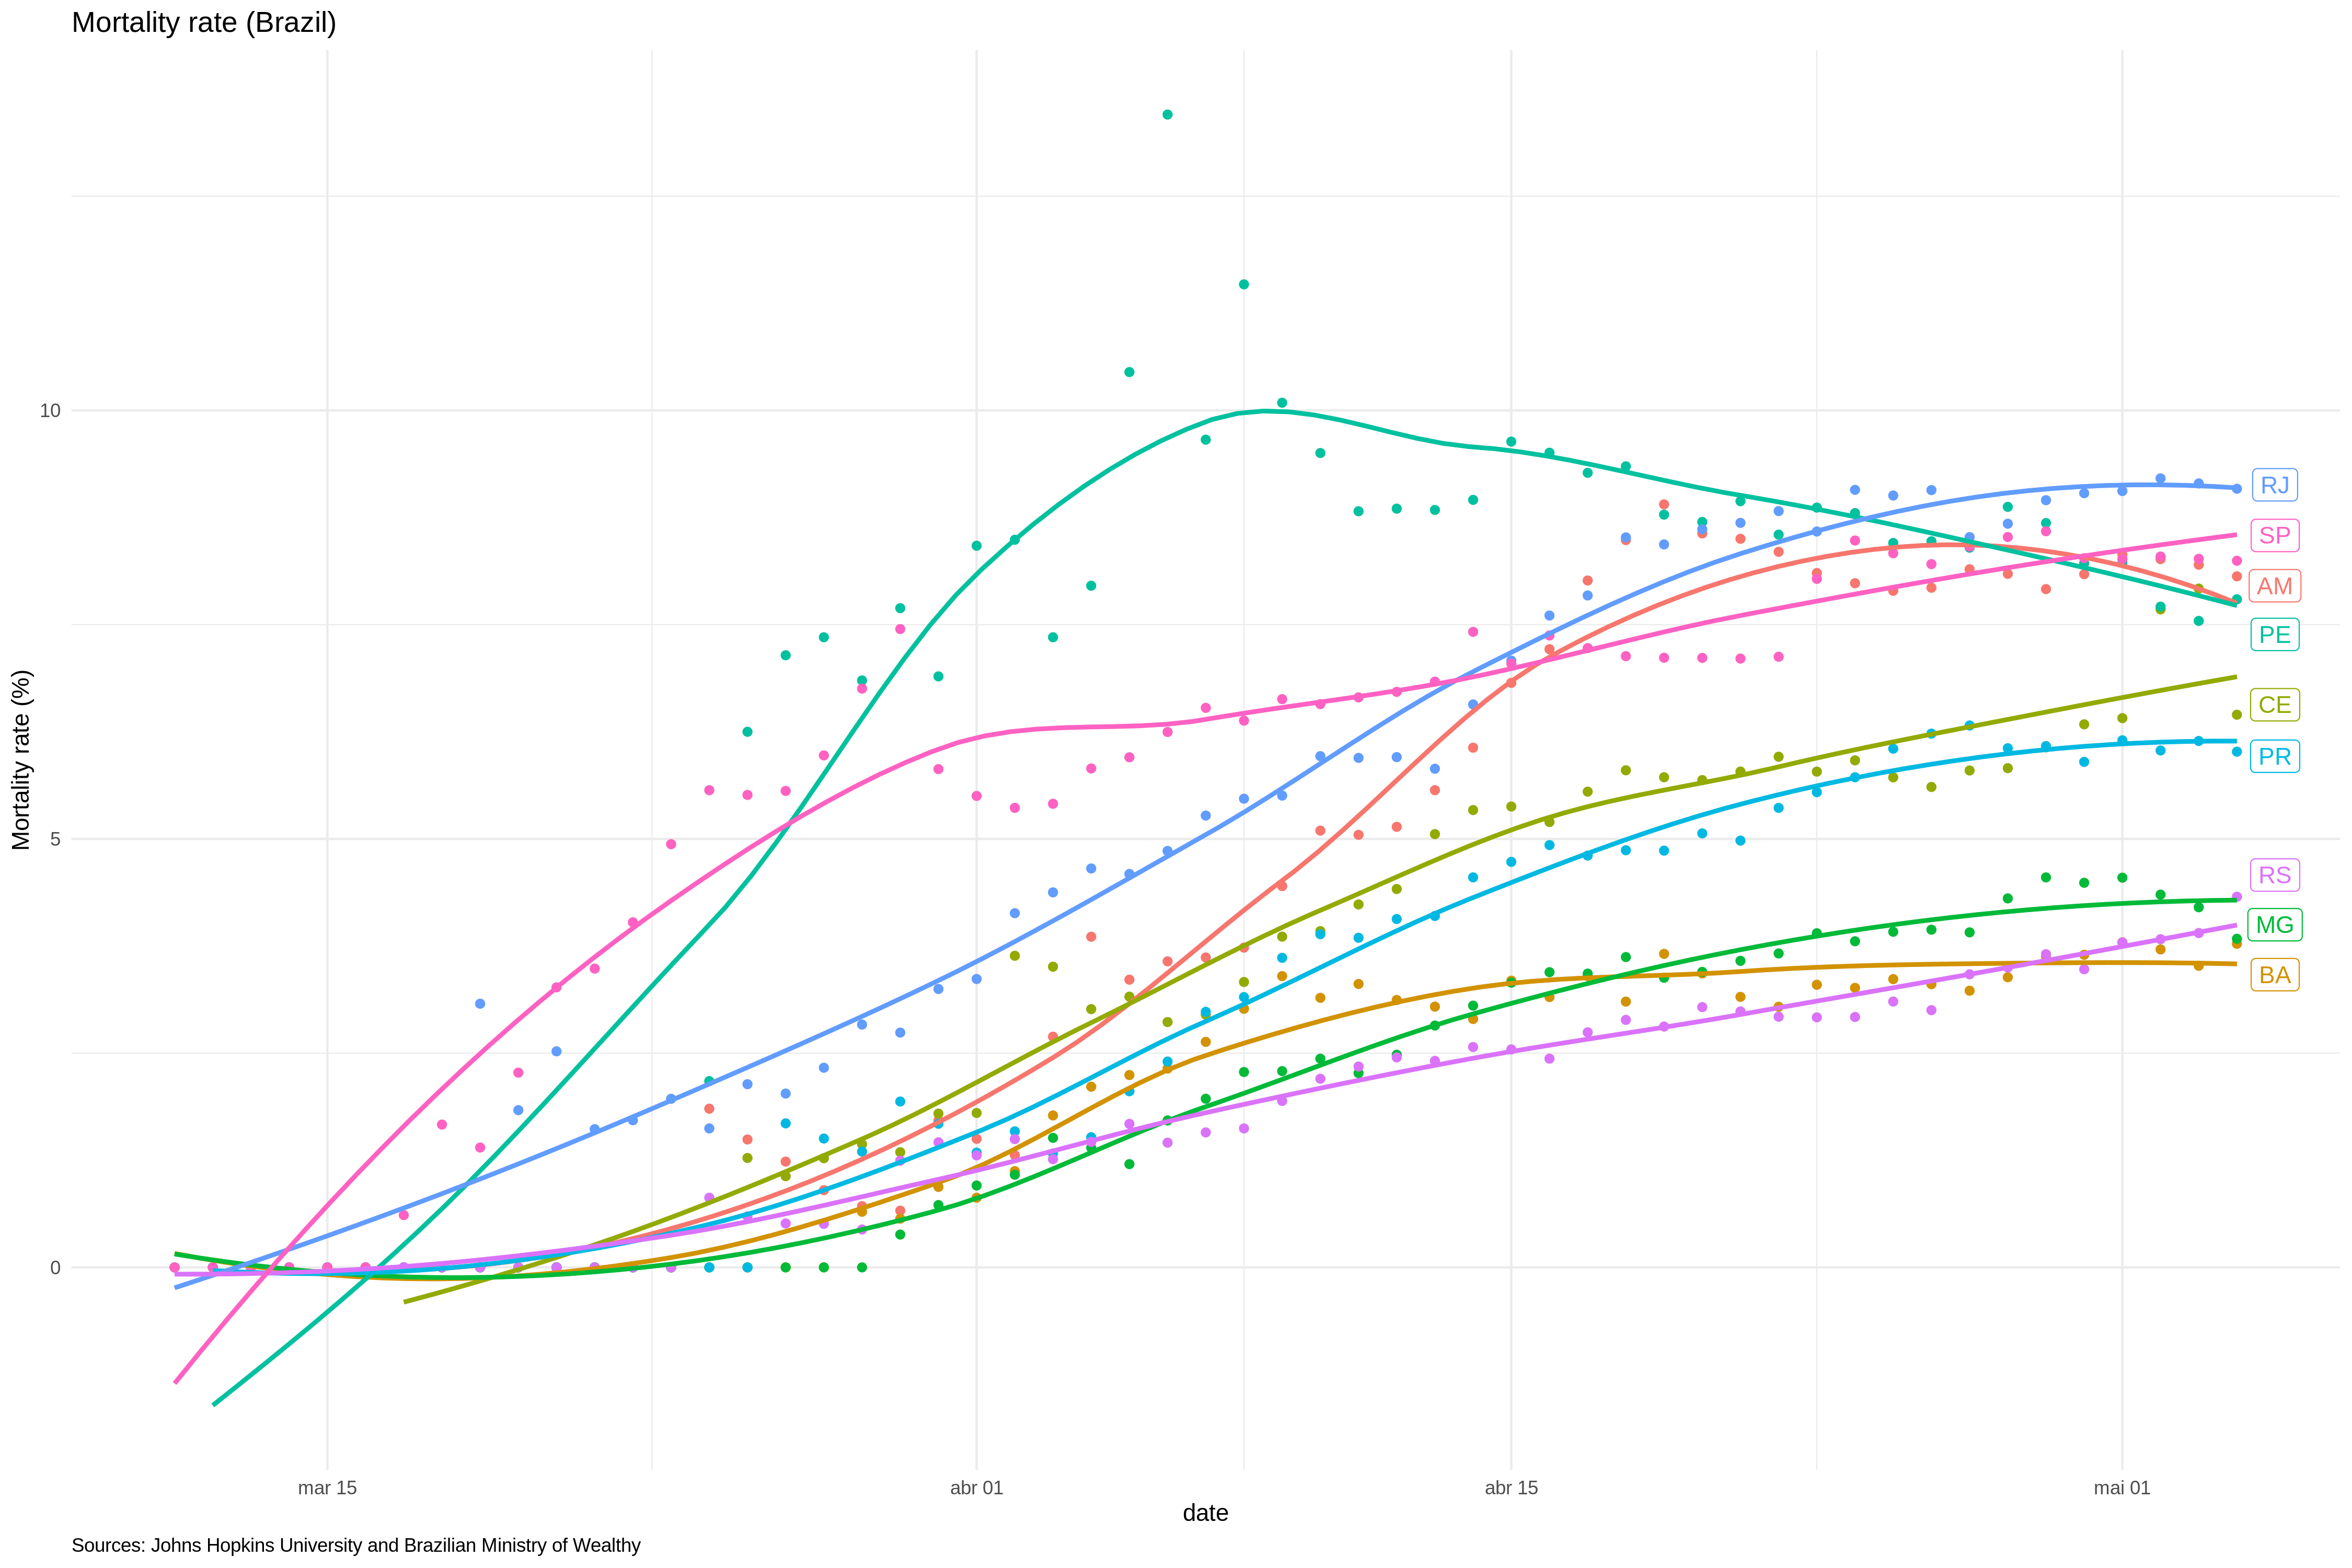 Mortality rate (Brazil)
Mortality rate (%)
10
5
0
RJ
SP
AM
PE
CE
PR
RS
MG
BA
mar 15
abr 01
abr 15
mai 01
date
Sources: Johns Hopkins University and Brazilian Ministry of Wealthy